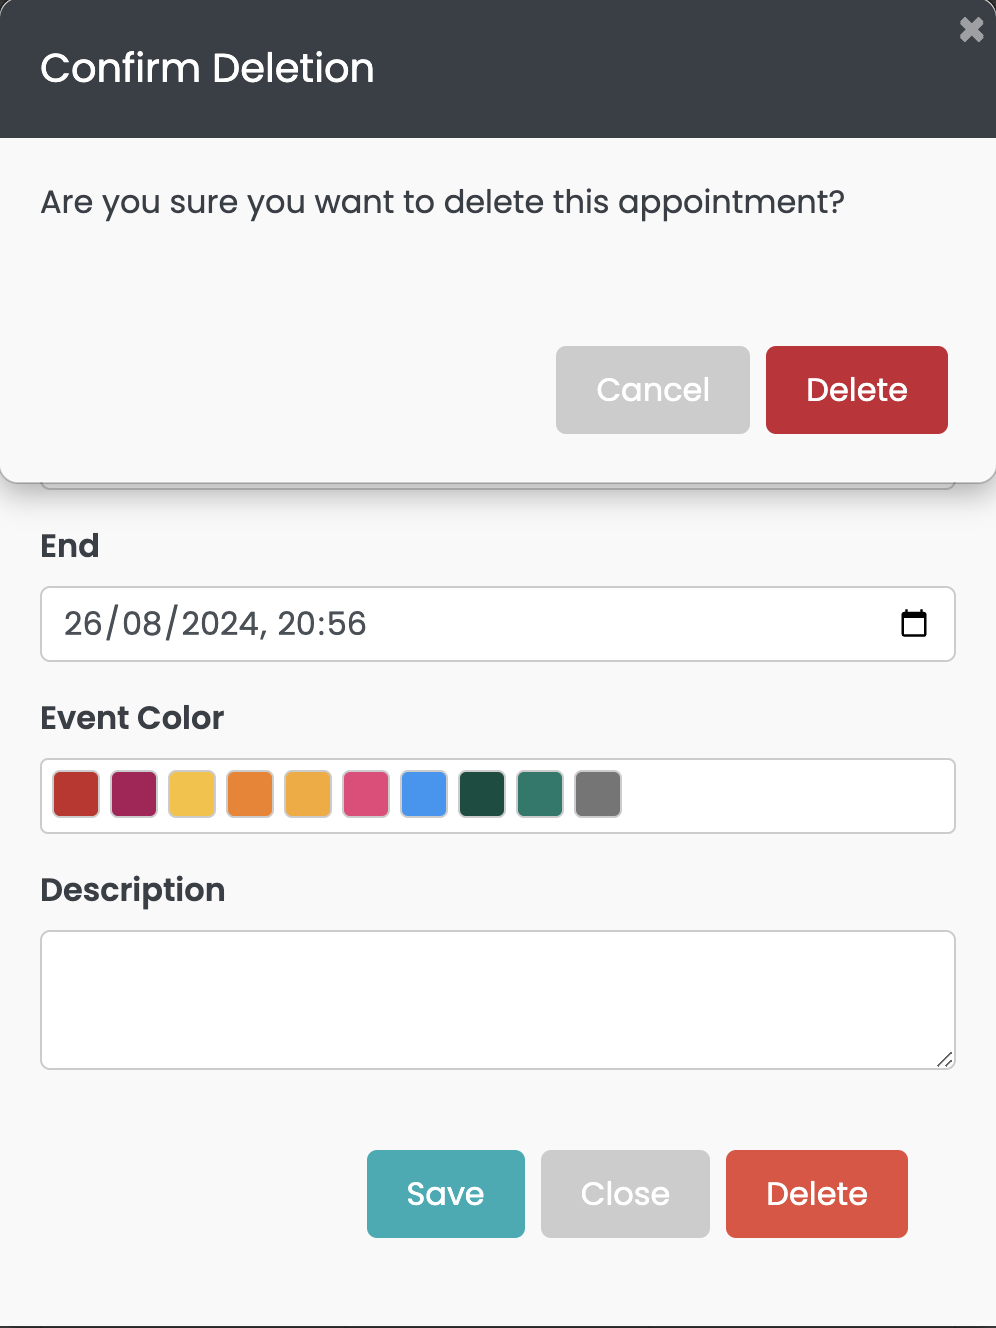 Confirm Deletion
Are you sure you want to delete this appointment?
Cancel Delete
End
26/08/2024, 20:56
Event Color
Description
Save Close Delete